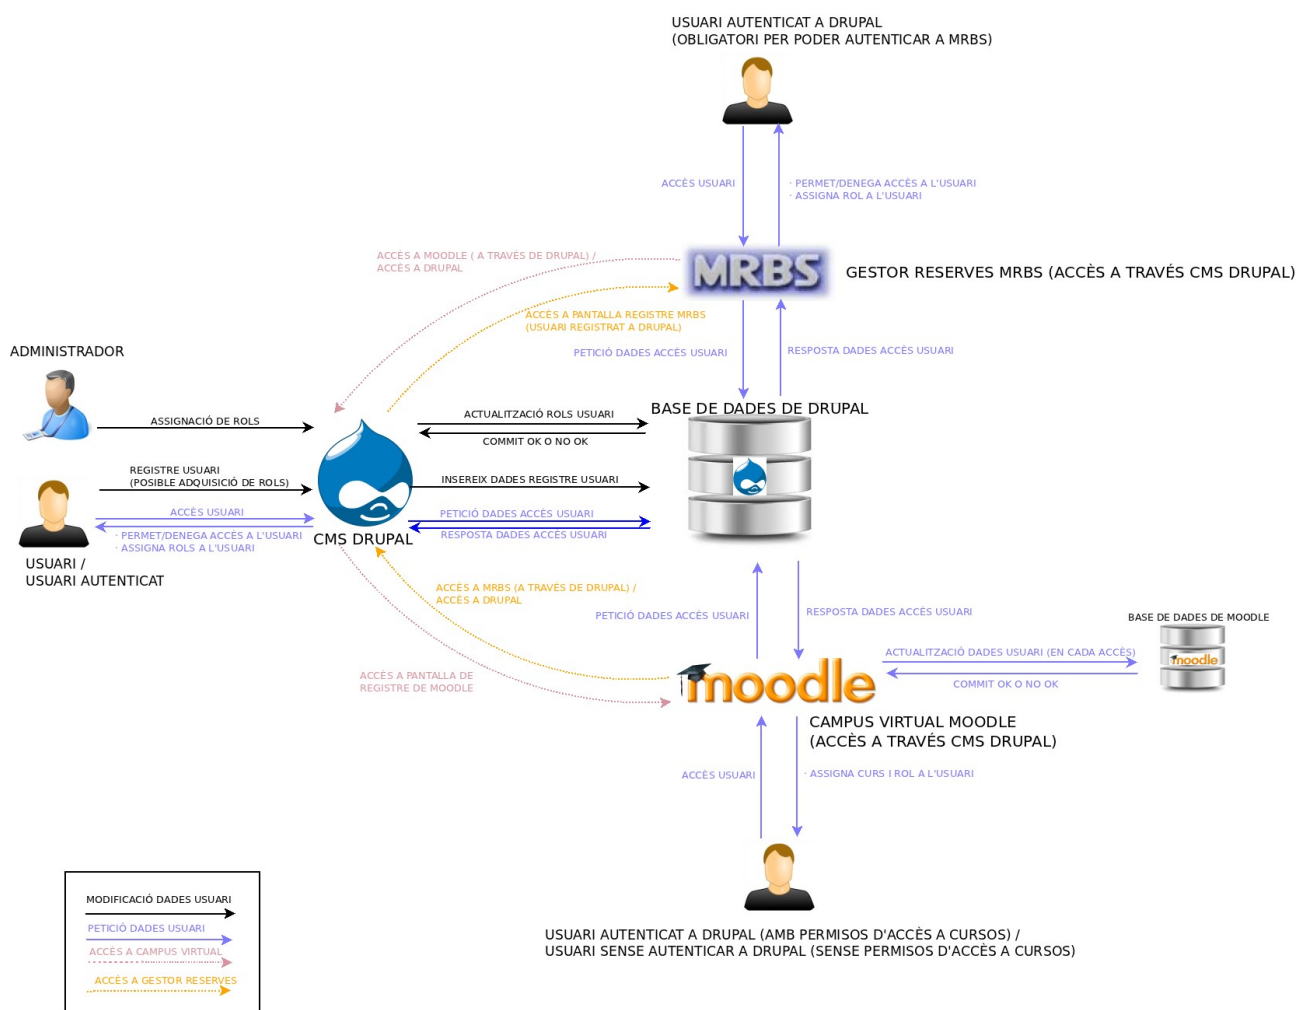 USUARI AUTENTICAT A DRUPAL
(OBLIGATORI PER PODER AUTENTICAR A MRBS)
ACCÈS USUARI
· PERMET/DENEGA ACCÈS A L'USUARI
· ASSIGNA ROL A L'USUARI
ACCÈS A MOODLE ( A TRAVÉS DE DRUPAL) /
ACCÈS A DRUPAL
MRBS
GESTOR RESERVES MRBS (ACCÈS A TRAVÉS CMS DRUPAL)
ACCÈS A PANTALLA REGISTRE MRBS
(USUARI REGISTRAT A DRUPAL)
PETICIÓ DADES ACCÈS USUARI
RESPOSTA DADES ACCÈS USUARI
ADMINISTRADOR
ASSIGNACIÓ DE ROLS
ACTUALITZACIÓ ROLS USUARI
COMMIT OK O NO OK
BASE DE DADES DE DRUPAL
REGISTRE USUARI
(POSIBLE ADQUISICIÓ DE ROLS)
INSEREIX DADES REGISTRE USUARI
ACCÈS USUARI
· PERMET/DENEGA ACCÈS A L'USUARI
· ASSIGNA ROLS A L'USUARI
PETICIÓ DADES ACCÈS USUARI
RESPOSTA DADES ACCÈS USUARI
CMS DRUPAL
USUARI /
USUARI AUTENTICAT
ACCÈS A MRBS (A TRAVÉS DE DRUPAL) /
ACCÈS A DRUPAL
PETICIÓ DADES ACCÈS USUARI
RESPOSTA DADES ACCÈS USUARI
BASE DE DADES DE MOODLE
moodle
ACTUALITZACIÓ DADES USUARI (EN CADA ACCÈS)
COMMIT OK O NO OK
ACCÈS A PANTALLA DE
REGISTRE DE MOODLE
moodle
CAMPUS VIRTUAL MOODLE
(ACCÈS A TRAVÉS CMS DRUPAL)
ACCÈS USUARI
· ASSIGNA CURS I ROL A L'USUARI
USUARI AUTENTICAT A DRUPAL (AMB PERMISOS D'ACCÈS A CURSOS) /
USUARI SENSE AUTENTICAR A DRUPAL (SENSE PERMISOS D'ACCÈS A CURSOS)
MODIFICACIÓ DADES USUARI
PETICIÓ DADES USUARI
ACCÈS A CAMPUS VIRTUAL
ACCÈS A GESTOR RESERVES